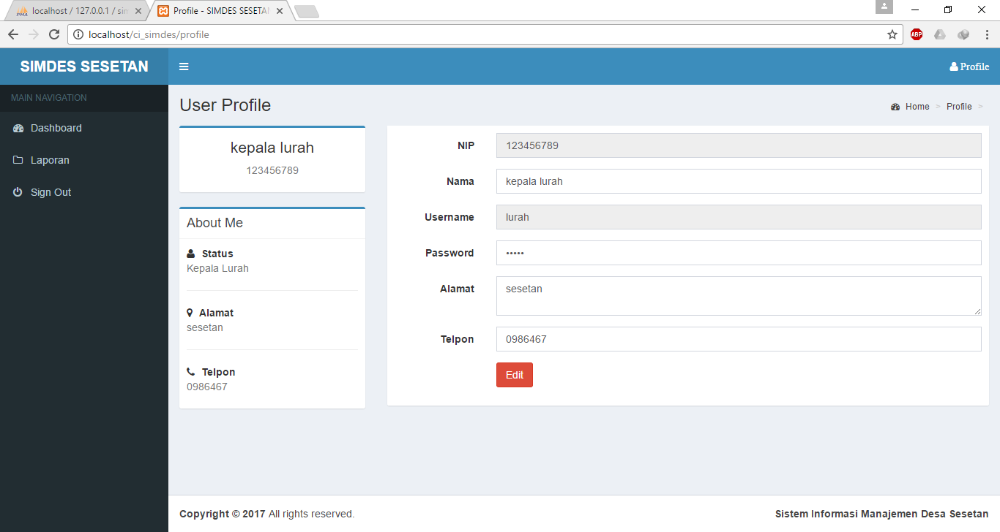 localhost / 127.0.0.1 / sim
Profile - SIMDES SESETAN
localhost/ci_simdes/profile
ABP
SIMDES SESETAN
Profile
MAIN NAVIGATION
Dashboard
Laporan
Sign Out
User Profile
Home > Profile >
kepala lurah
123456789
About Me
Status
Kepala Lurah
Alamat
sesetan
Telpon
0986467
NIP 123456789
Nama kepala lurah
Username lurah
Password •••••
Alamat sesetan
Telpon 0986467
Edit
Copyright © 2017 All rights reserved.
Sistem Informasi Manajemen Desa Sesetan